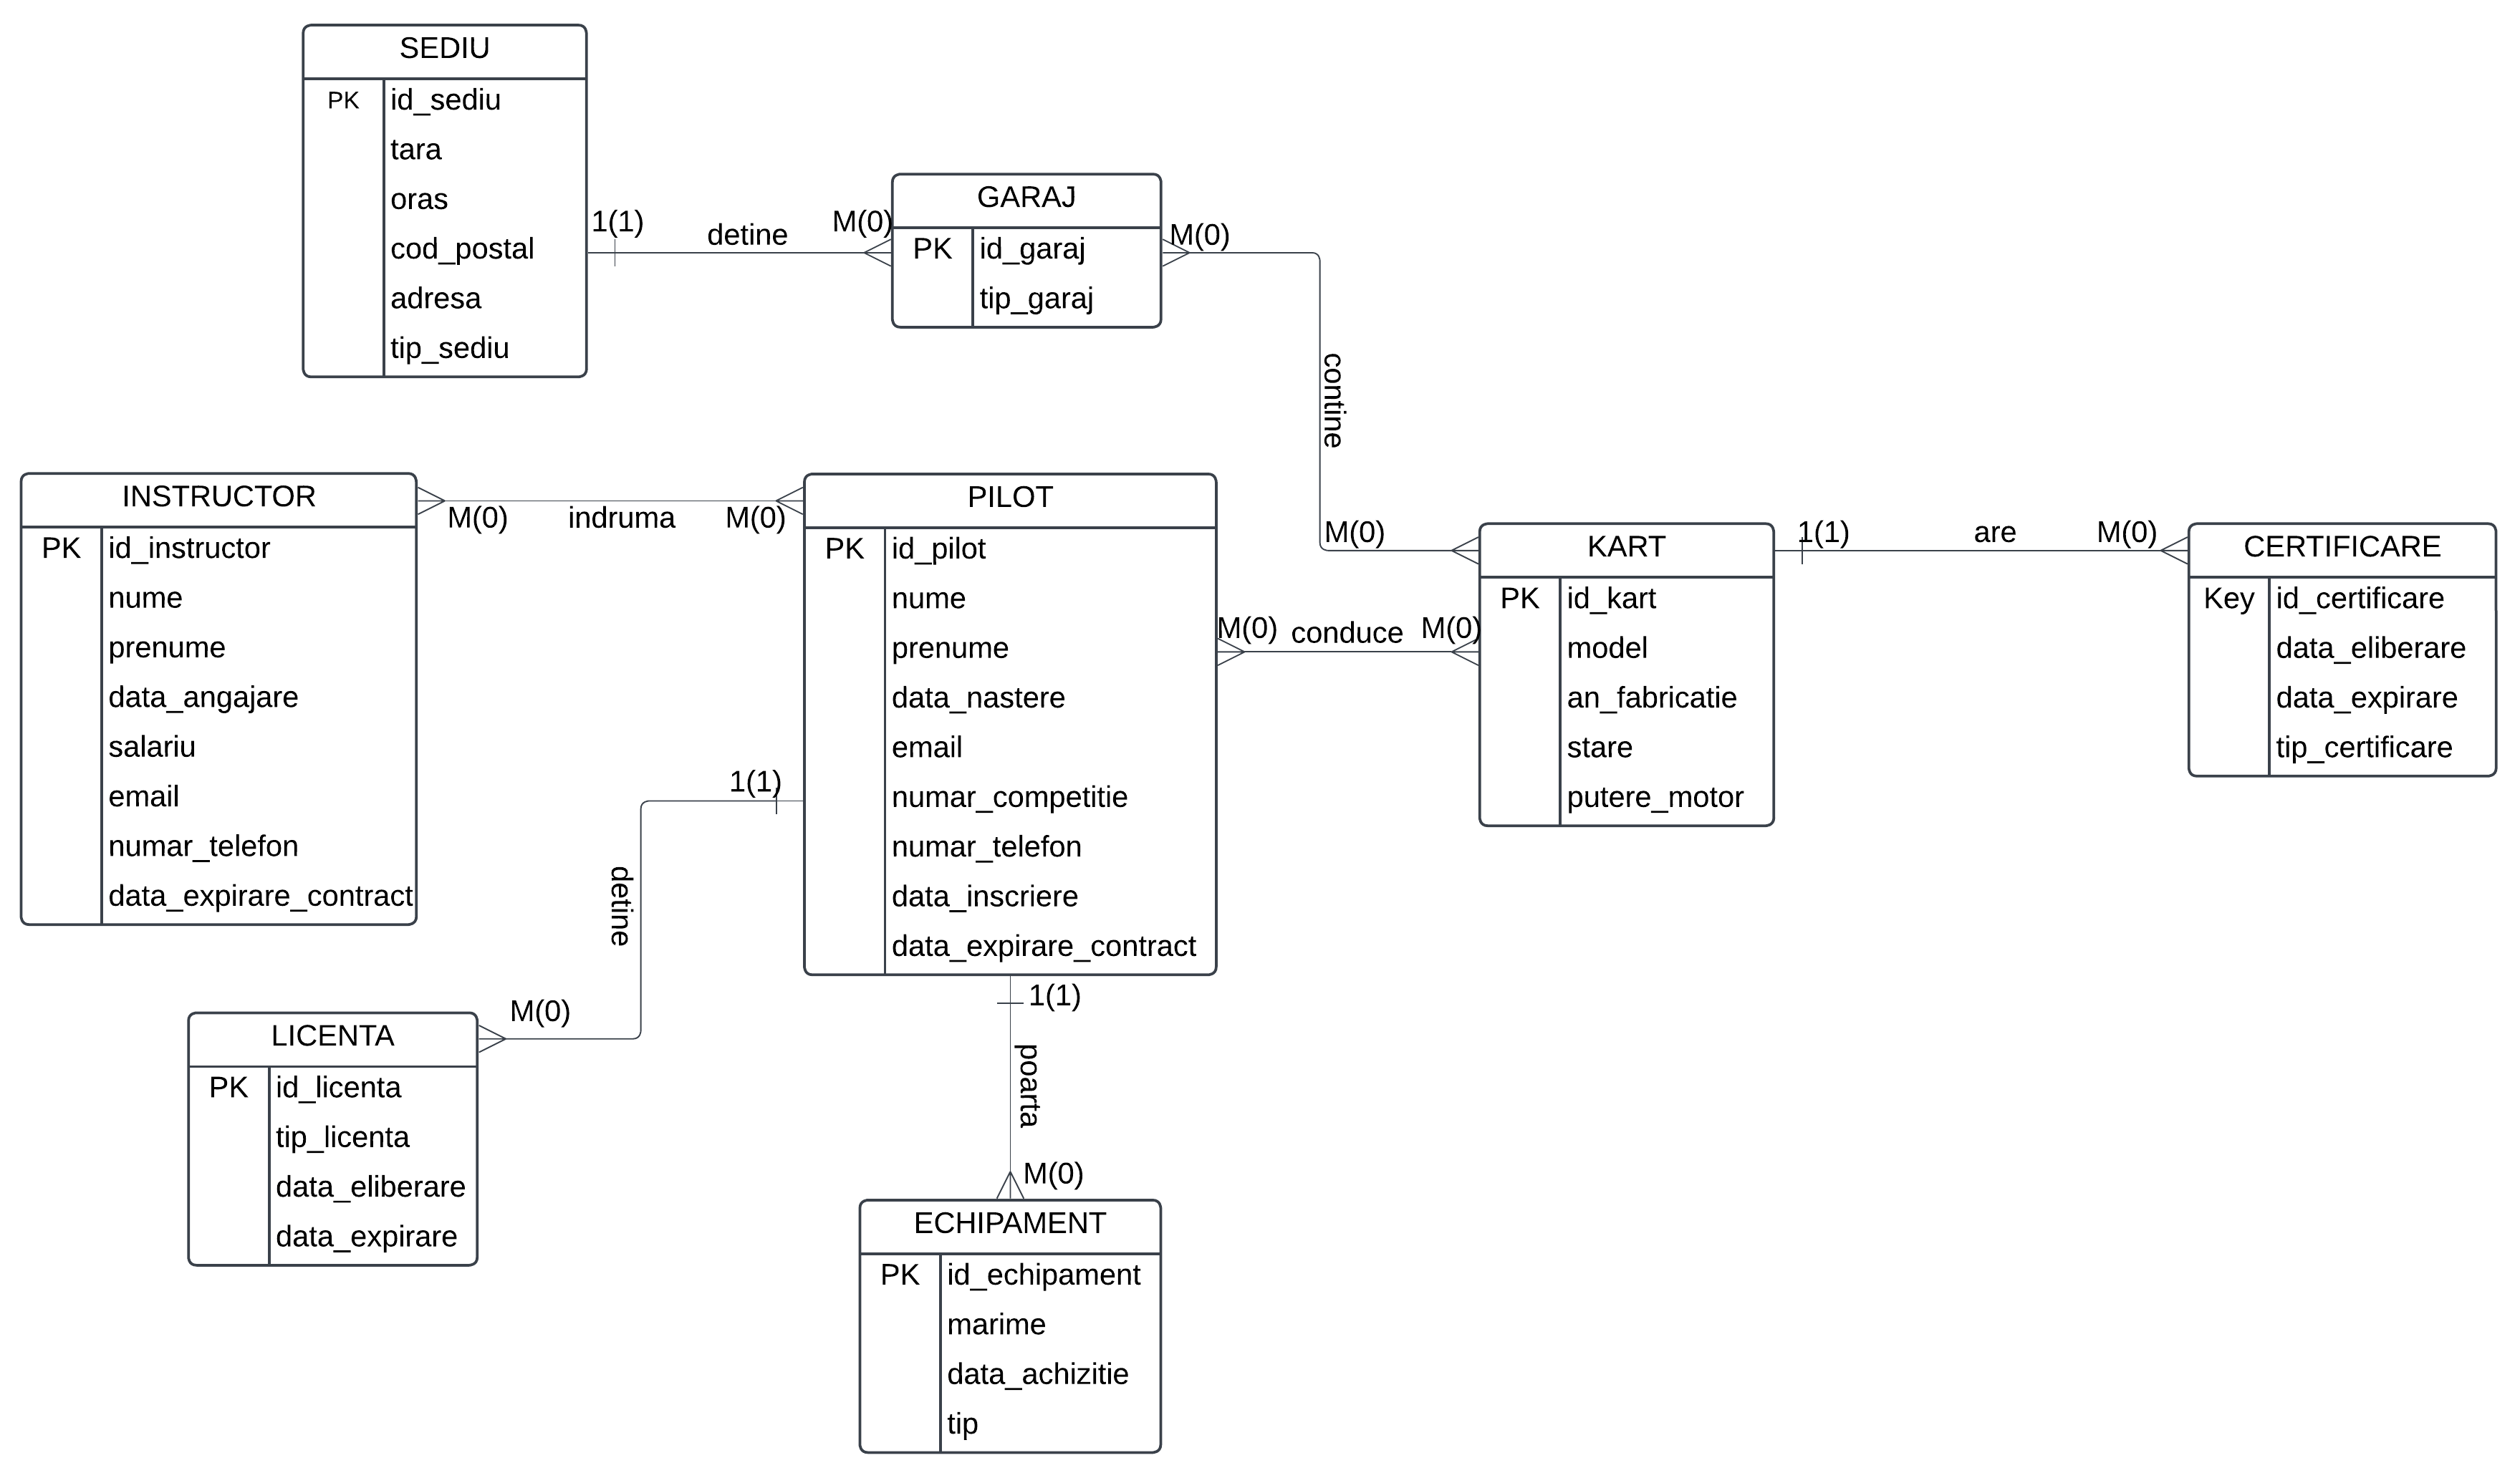 SEDIU
PK id_sediu
tara
oras
cod_postal
adresa
tip_sediu
1(1) detine M(0)
GARAJ
PK id_garaj
tip_garaj
M(0)
contine
M(0)
INSTRUCTOR
PK id_instructor
nume
prenume
data_angajare
salariu
email
numar_telefon
data_expirare_contract
M(0) indruma M(0)
PILOT
PK id_pilot
nume
prenume
data_nastere
email
numar_competitie
numar_telefon
data_inscriere
data_expirare_contract
M(0) conduce M(0)
KART
PK id_kart
model
an_fabricatie
stare
putere_motor
1(1) are M(0)
CERTIFICARE
Key id_certificare
data_eliberare
data_expirare
tip_certificare
1(1)
detine
M(0)
LICENTA
PK id_licenta
tip_licenta
data_eliberare
data_expirare
1(1)
poarta
M(0)
ECHIPAMENT
PK id_echipament
marime
data_achizitie
tip